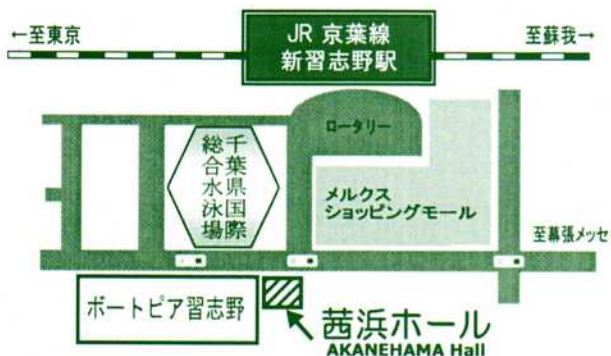 ←至東京
JR 京葉線
新習志野駅
至蘇我→
ロータリー
千葉県国際
総合水泳場
メルクス
ショッピングモール
至幕張メッセ
ボートピア習志野
茜浜ホール
AKANEHAMA Hall